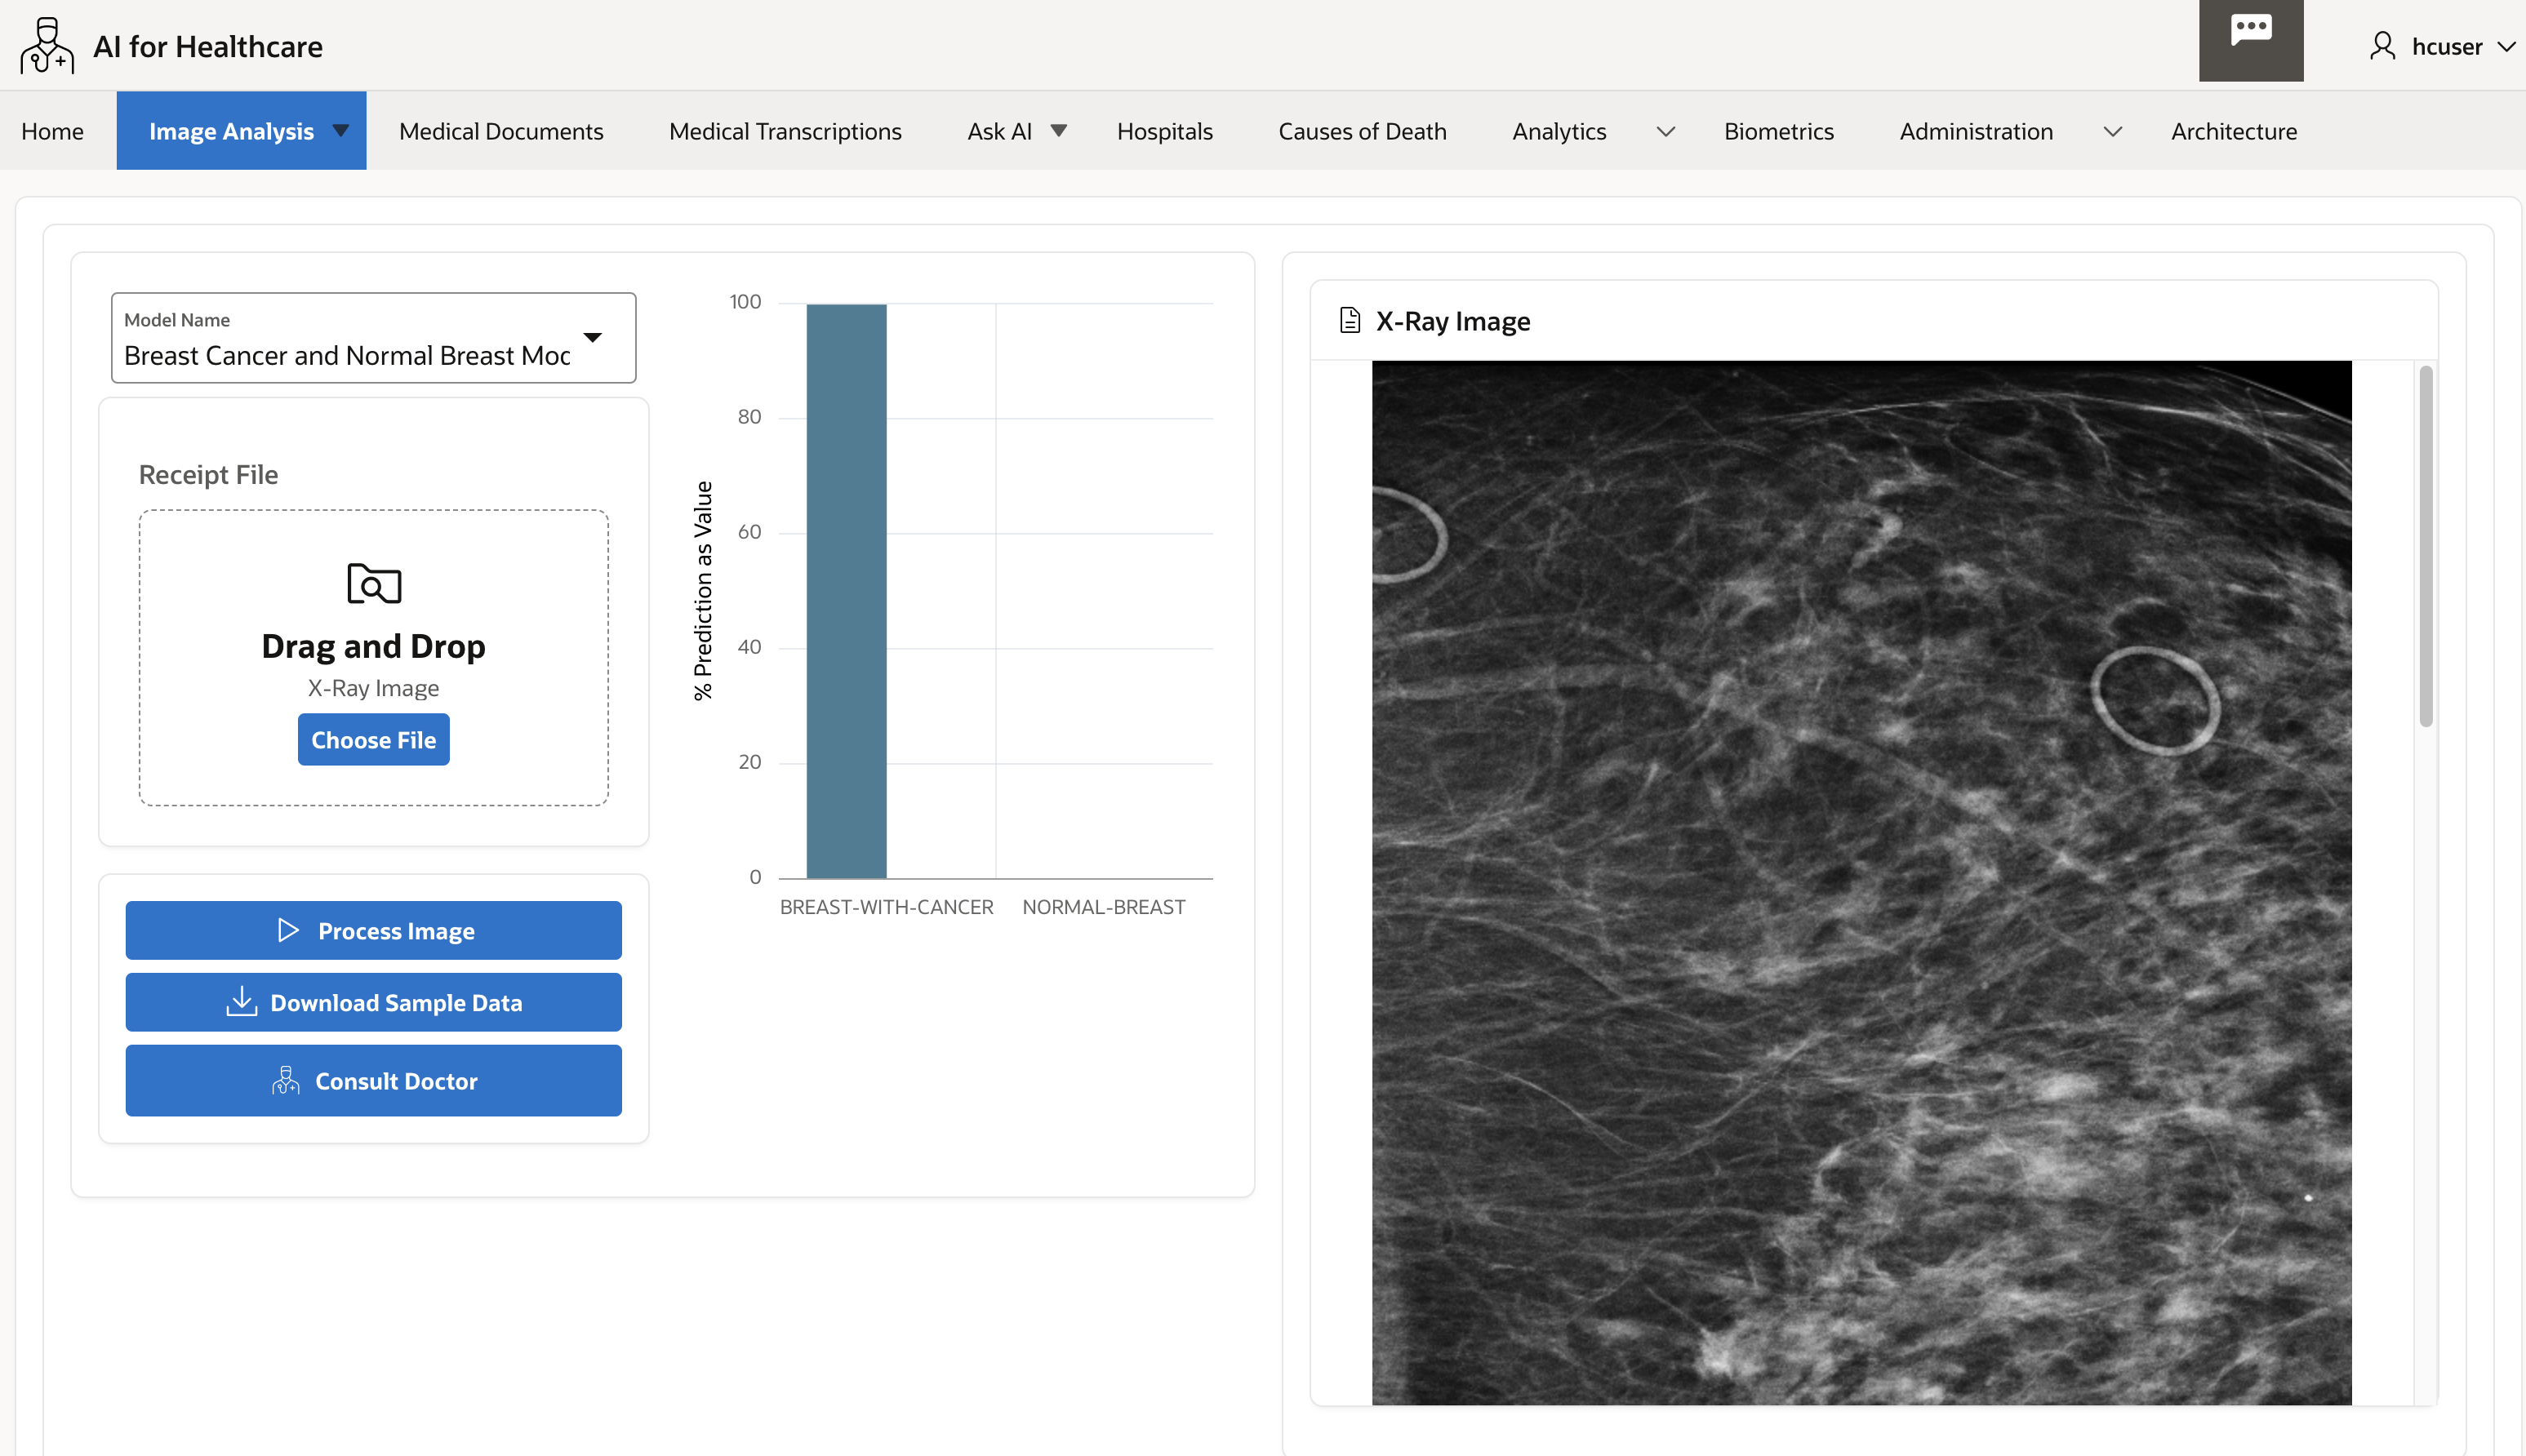 AI for Healthcare
hcuser
Home
Image Analysis
Medical Documents
Medical Transcriptions
Ask AI
Hospitals
Causes of Death
Analytics
Biometrics
Administration
Architecture
Model Name
Breast Cancer and Normal Breast Moc
Receipt File
Drag and Drop
X-Ray Image
Choose File
Process Image
Download Sample Data
Consult Doctor
% Prediction as Value
100
80
60
40
20
0
BREAST-WITH-CANCER
NORMAL-BREAST
X-Ray Image